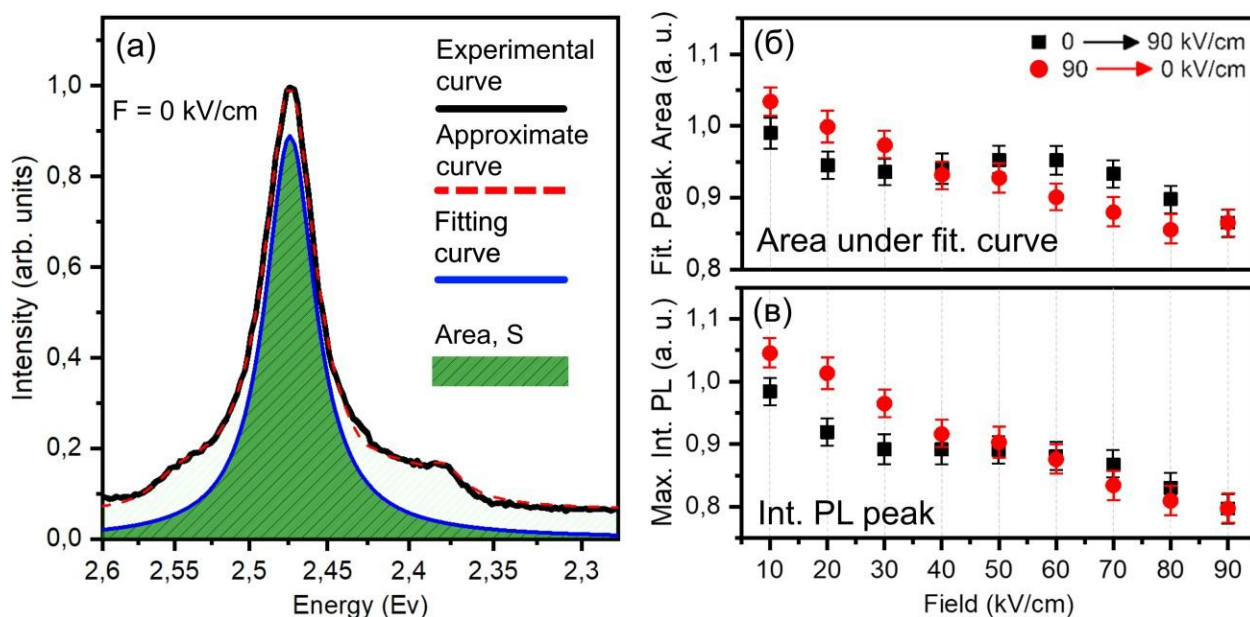 (а)
F = 0 kV/cm
Experimental
curve
Approximate
curve
Fitting
curve
Area, S
Intensity (arb. units)
1,0
0,8
0,6
0,4
0,2
0,0
2,6 2,55 2,5 2,45 2,4 2,35 2,3
Energy (Ev)
(б)
0 90 kV/cm
90 0 kV/cm
Fit. Peak. Area (a. u.)
1,1
1,0
0,9
0,8
Area under fit. curve
(в)
Max. Int. PL (a. u.)
1,1
1,0
0,9
0,8
Int. PL peak
10 20 30 40 50 60 70 80 90
Field (kV/cm)